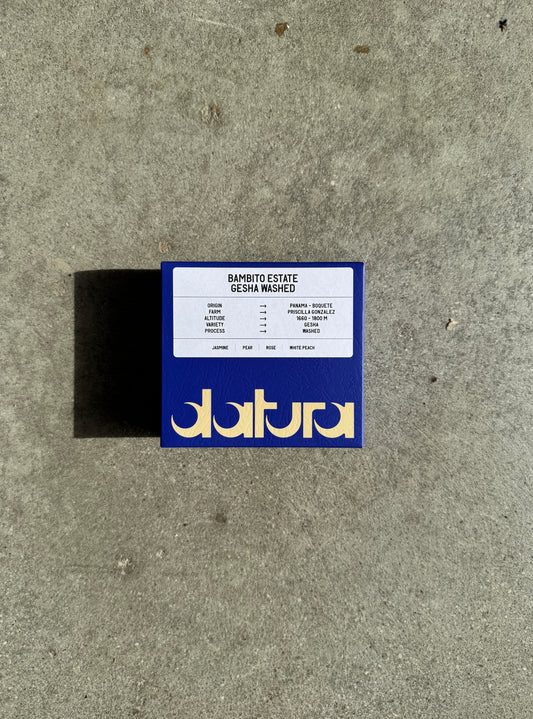 BAMBITO ESTATE
GESHA WASHED
ORIGIN → PANAMA - BOQUETE
FARM → PRISCILLA GONZALEZ
ALTITUDE → 1660 - 1800 M
VARIETY → GESHA
PROCESS → WASHED
JASMINE | PEAR | ROSE | WHITE PEACH
datura